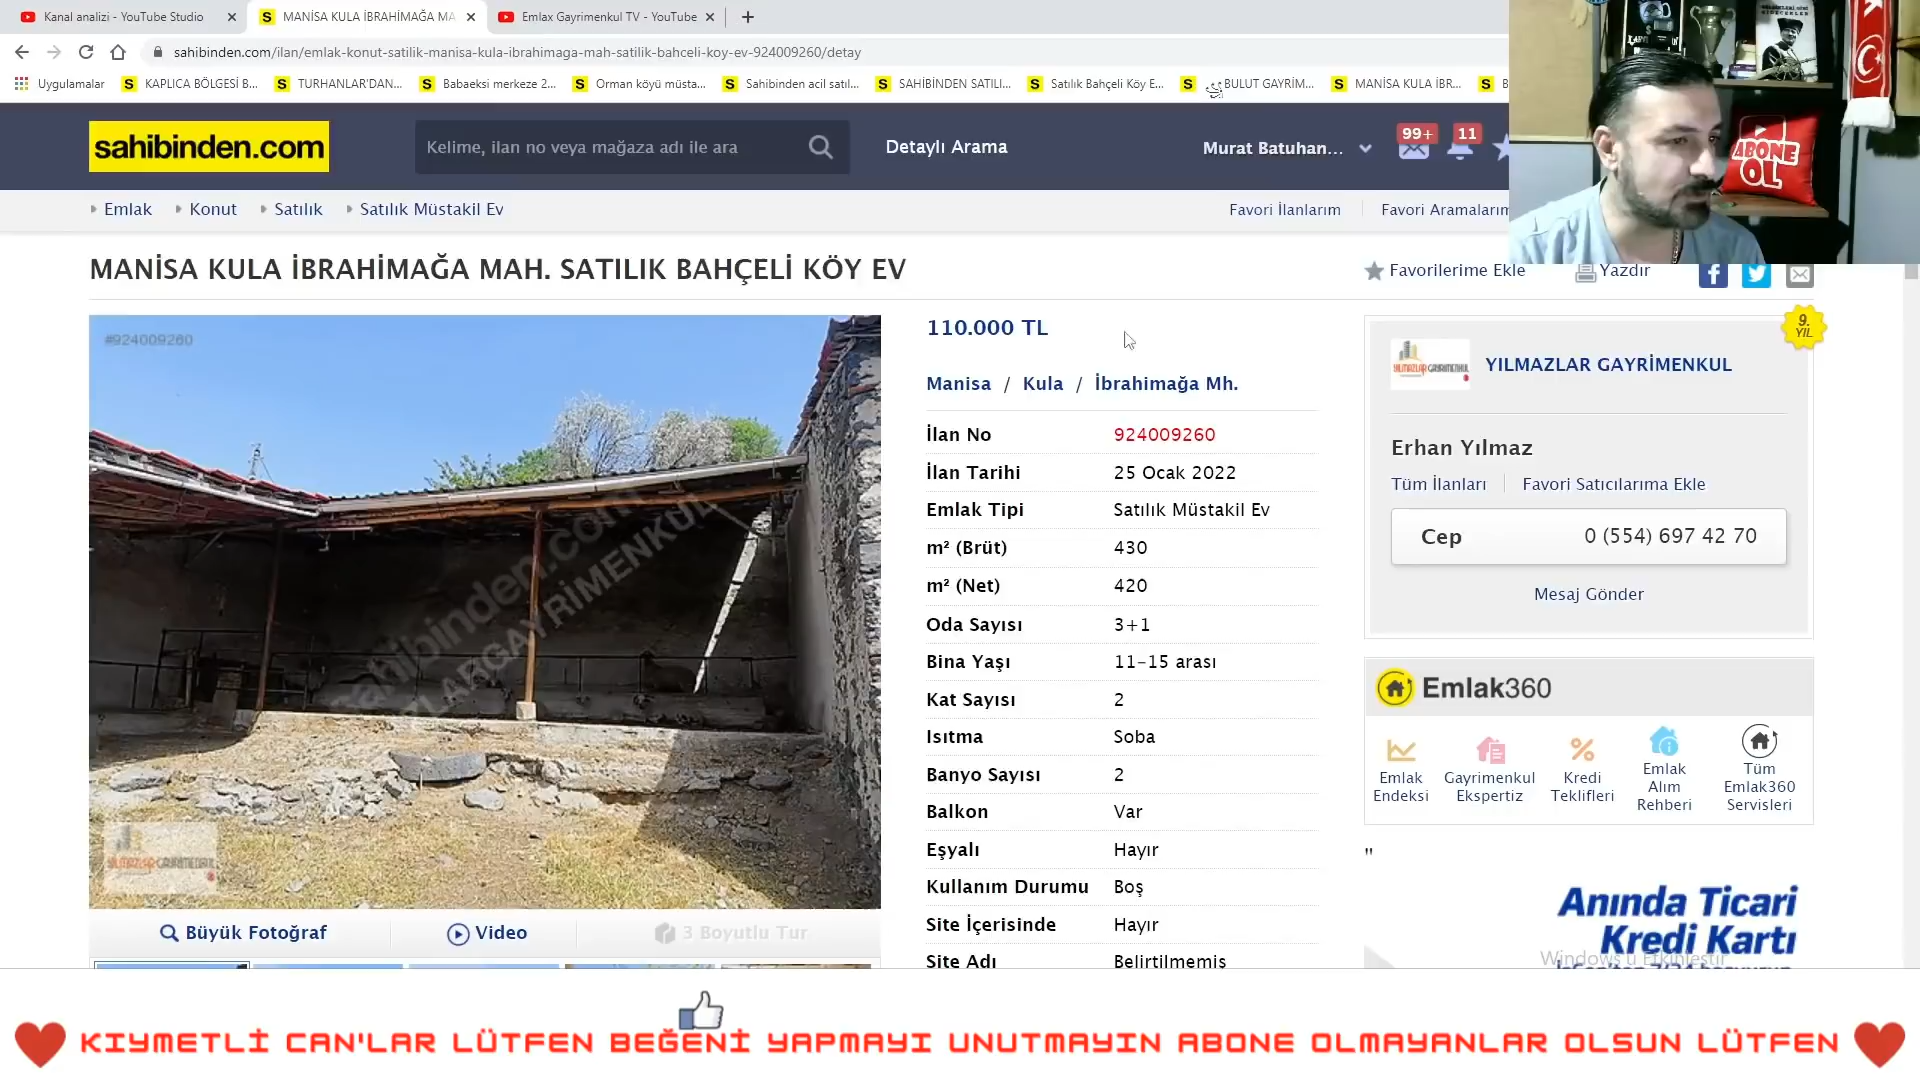 Kanal analizi - YouTube Studio
MANİSA KULA İBRAHİMAĞA MA
Emlax Gayrimenkul TV - YouTube
sahibinden.com/ilan/emlak-konut-satilik-manisa-kula-ibrahimaga-mah-satilik-bahceli-koy-ev-924009260/detay
Uygulamalar
KAPLICA BÖLGESİ B...
TURHANLAR'DAN...
Babaeksi merkeze 2...
Orman köyü müsta...
Sahibinden acil satıl...
SAHİBİNDEN SATILI...
Satılık Bahçeli Köy E...
BULUT GAYRİM...
MANİSA KULA İBR...
sahibinden.com
Kelime, ilan no veya mağaza adı ile ara
Detaylı Arama
Murat Batuhan...
99+
11
ABONE OL
Emlak
Konut
Satılık
Satılık Müstakil Ev
Favori İlanlarım
Favori Aramalarım
MANİSA KULA İBRAHİMAĞA MAH. SATILIK BAHÇELİ KÖY EV
Favorilerime Ekle
Yazdır
#924009260
sahibinden.com
110.000 TL
Manisa / Kula / İbrahimağa Mh.
İlan No 924009260
İlan Tarihi 25 Ocak 2022
Emlak Tipi Satılık Müstakil Ev
m² (Brüt) 430
m² (Net) 420
Oda Sayısı 3+1
Bina Yaşı 11-15 arası
Kat Sayısı 2
Isıtma Soba
Banyo Sayısı 2
Balkon Var
Eşyalı Hayır
Kullanım Durumu Boş
Site İçerisinde Hayır
Site Adı Belirtilmemiş
9. YIL
YILMAZLAR GAYRİMENKUL
Erhan Yılmaz
Tüm İlanları
Favori Satıcılarıma Ekle
Cep 0 (554) 697 42 70
Mesaj Gönder
Emlak360
Emlak Endeksi
Gayrimenkul Ekspertiz
Kredi Teklifleri
Emlak Alım Rehberi
Tüm Emlak360 Servisleri
"
Anında Ticari
Kredi Kartı
Windows'u Etkinleştir
Büyük Fotoğraf
Video
3 Boyutlu Tur
KIYMETLİ CAN'LAR LÜTFEN BEĞENİ YAPMAYI UNUTMAYIN ABONE OLMAYANLAR OLSUN LÜTFEN